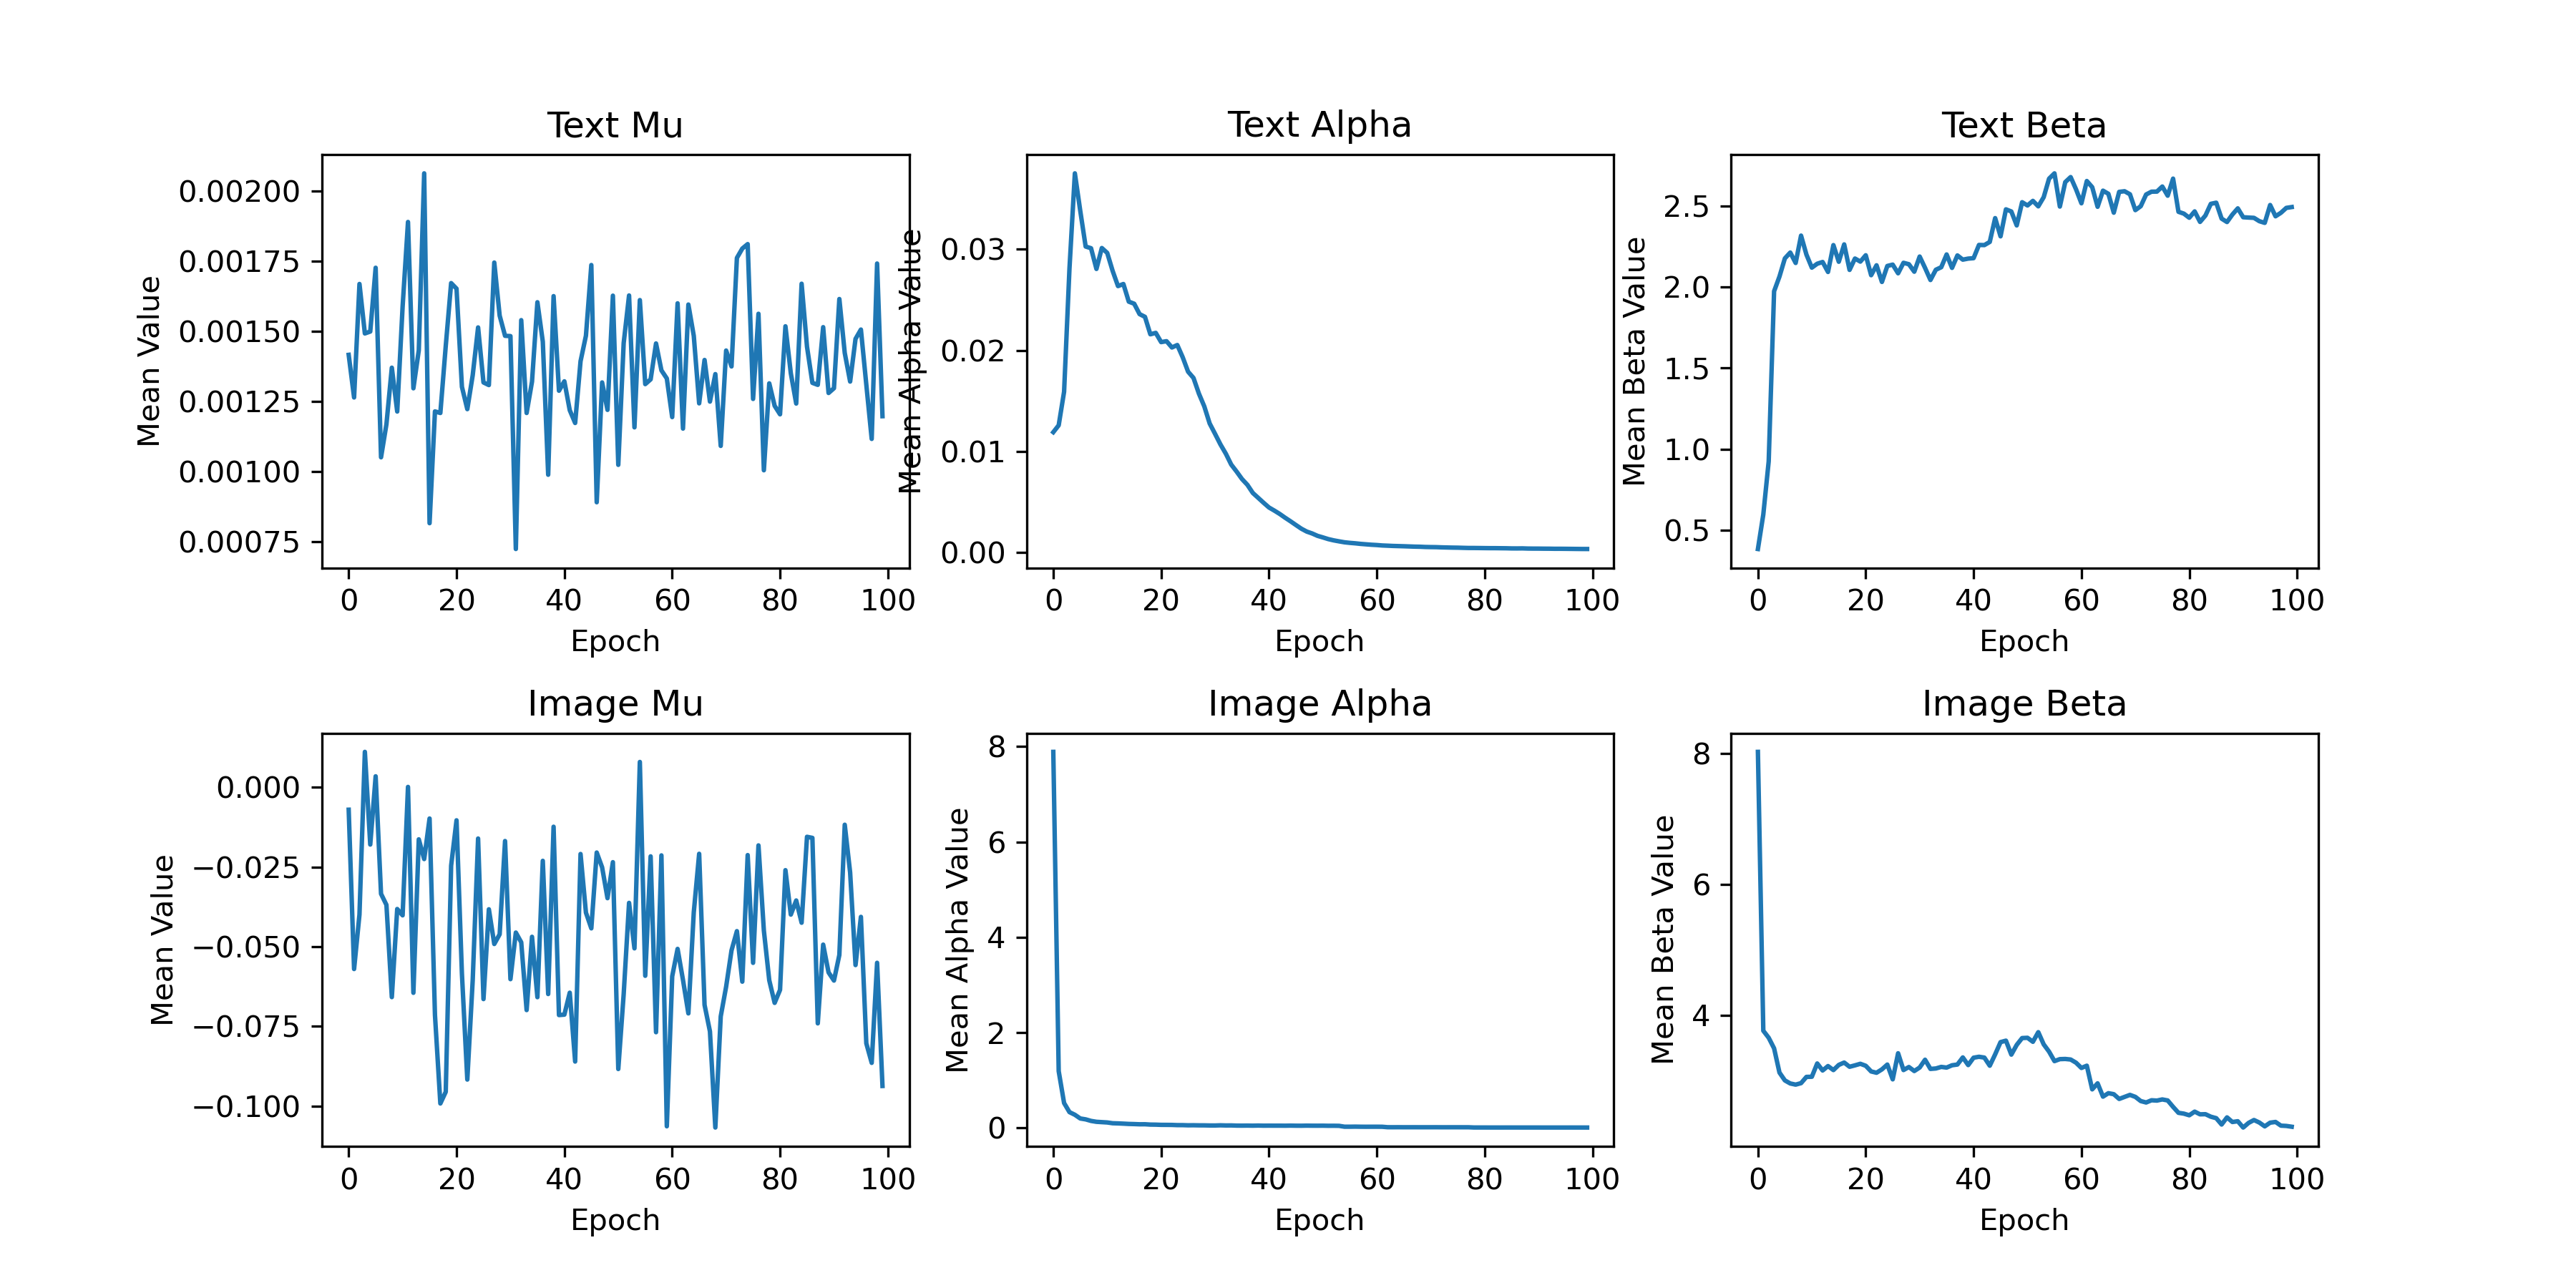 Text Mu
Mean Value
0.00200
0.00175
0.00150
0.00125
0.00100
0.00075
0 20 40 60 80 100
Epoch
Text Alpha
Mean Alpha Value
0.03
0.02
0.01
0.00
0 20 40 60 80 100
Epoch
Text Beta
Mean Beta Value
2.5
2.0
1.5
1.0
0.5
0 20 40 60 80 100
Epoch
Image Mu
Mean Value
0.000
−0.025
−0.050
−0.075
−0.100
0 20 40 60 80 100
Epoch
Image Alpha
Mean Alpha Value
8
6
4
2
0
0 20 40 60 80 100
Epoch
Image Beta
Mean Beta Value
8
6
4
0 20 40 60 80 100
Epoch